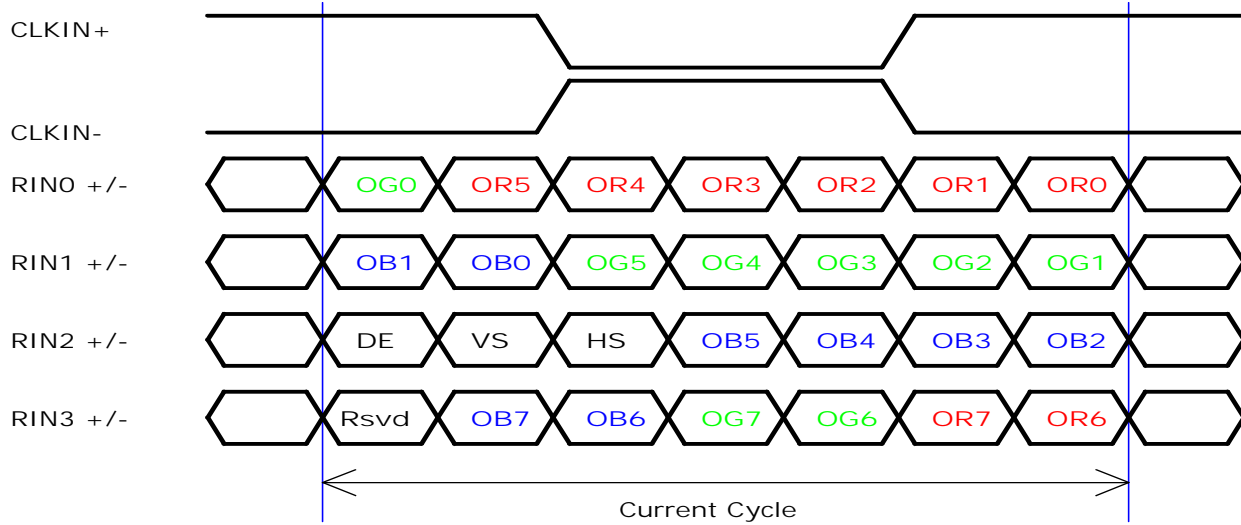 CLKIN+
CLKIN-
RIN0 +/- OG0 OR5 OR4 OR3 OR2 OR1 OR0
RIN1 +/- OB1 OB0 OG5 OG4 OG3 OG2 OG1
RIN2 +/- DE VS HS OB5 OB4 OB3 OB2
RIN3 +/- Rsvd OB7 OB6 OG7 OG6 OR7 OR6
Current Cycle